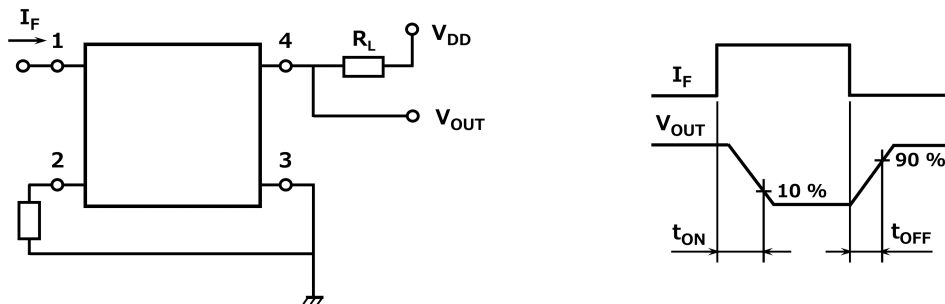 I_F
1
4
R_L
V_DD
V_OUT
2
3
I_F
V_OUT
10 %
90 %
t_ON
t_OFF